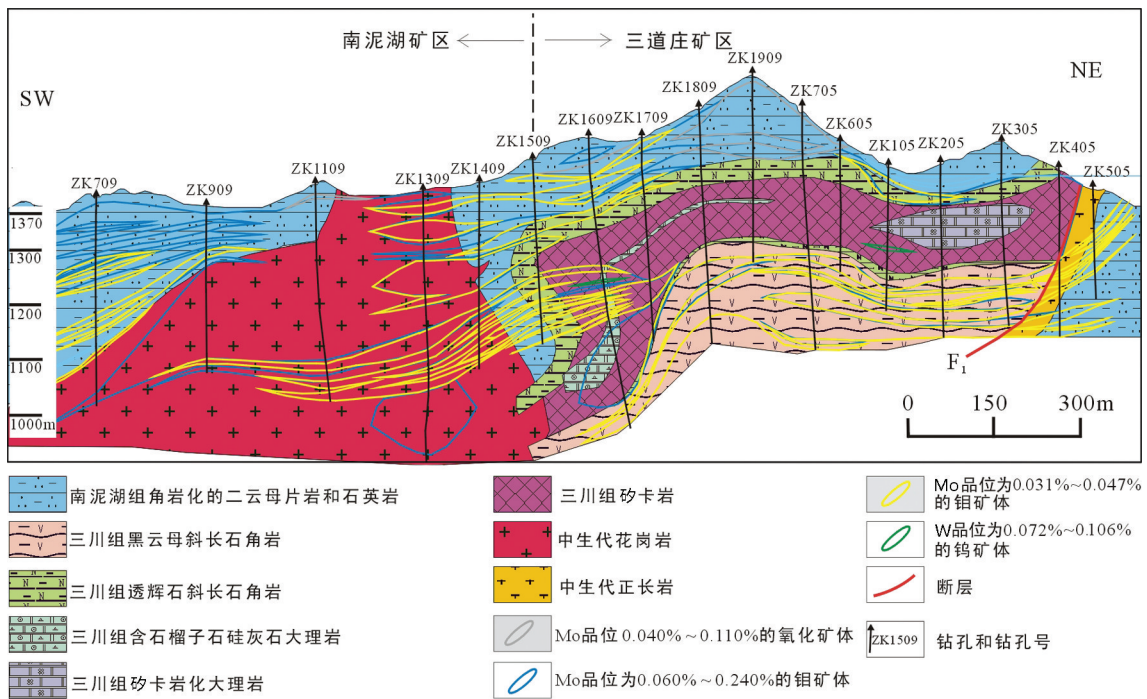 南泥湖矿区
三道庄矿区
SW
NE
ZK709
ZK909
ZK1109
ZK1309
ZK1409
ZK1509
ZK1609
ZK1709
ZK1809
ZK1909
ZK705
ZK605
ZK105
ZK205
ZK305
ZK405
ZK505
1370
1300
1200
1100
1000m
F1
0 150 300m
南泥湖组角岩化的二云母片岩和石英岩
三川组黑云母斜长石角岩
三川组透辉石斜长石角岩
三川组含石榴子石硅灰石大理岩
三川组矽卡岩化大理岩
三川组矽卡岩
中生代花岗岩
中生代正长岩
Mo品位0.040%~0.110%的氧化矿体
Mo品位为0.060%~0.240%的钼矿体
Mo品位为0.031%~0.047%
的钼矿体
W品位为0.072%~0.106%
的钨矿体
断层
ZK1509
钻孔和钻孔号